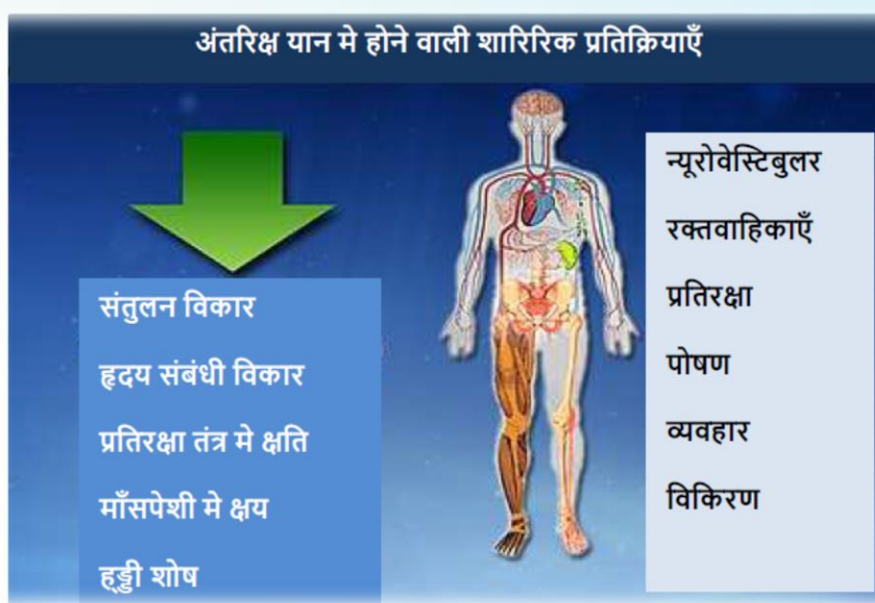 अंतरिक्ष यान मे होने वाली शारिरिक प्रतिक्रियाएँ
संतुलन विकार
हृदय संबंधी विकार
प्रतिरक्षा तंत्र मे क्षति
माँसपेशी मे क्षय
हड्डी शोष
न्यूरोवेस्टिबुलर
रक्तवाहिकाएँ
प्रतिरक्षा
पोषण
व्यवहार
विकिरण